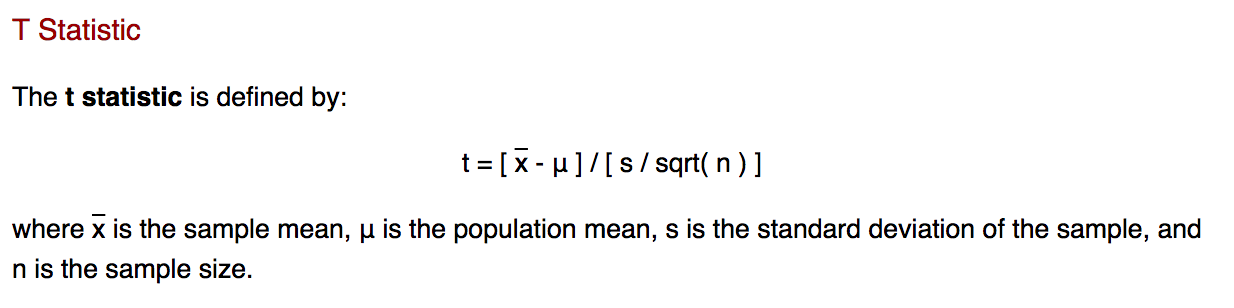 T Statistic
The t statistic is defined by:
t = [ x̅ - μ ] / [ s / sqrt( n ) ]
where x̅ is the sample mean, μ is the population mean, s is the standard deviation of the sample, and
n is the sample size.